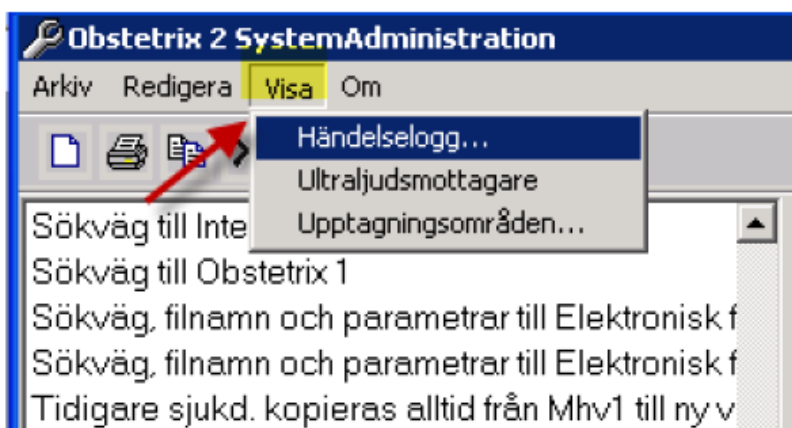 Obstetrix 2 SystemAdministration
Arkiv Redigera Visa Om
Händelselogg...
Ultraljudsmottagare
Upptagningsområden...
Sökväg till Inte
Sökväg till Obstetrix 1
Sökväg, filnamn och parametrar till Elektronisk f
Sökväg, filnamn och parametrar till Elektronisk f
Tidigare sjukd. kopieras alltid från Mhv1 till ny v